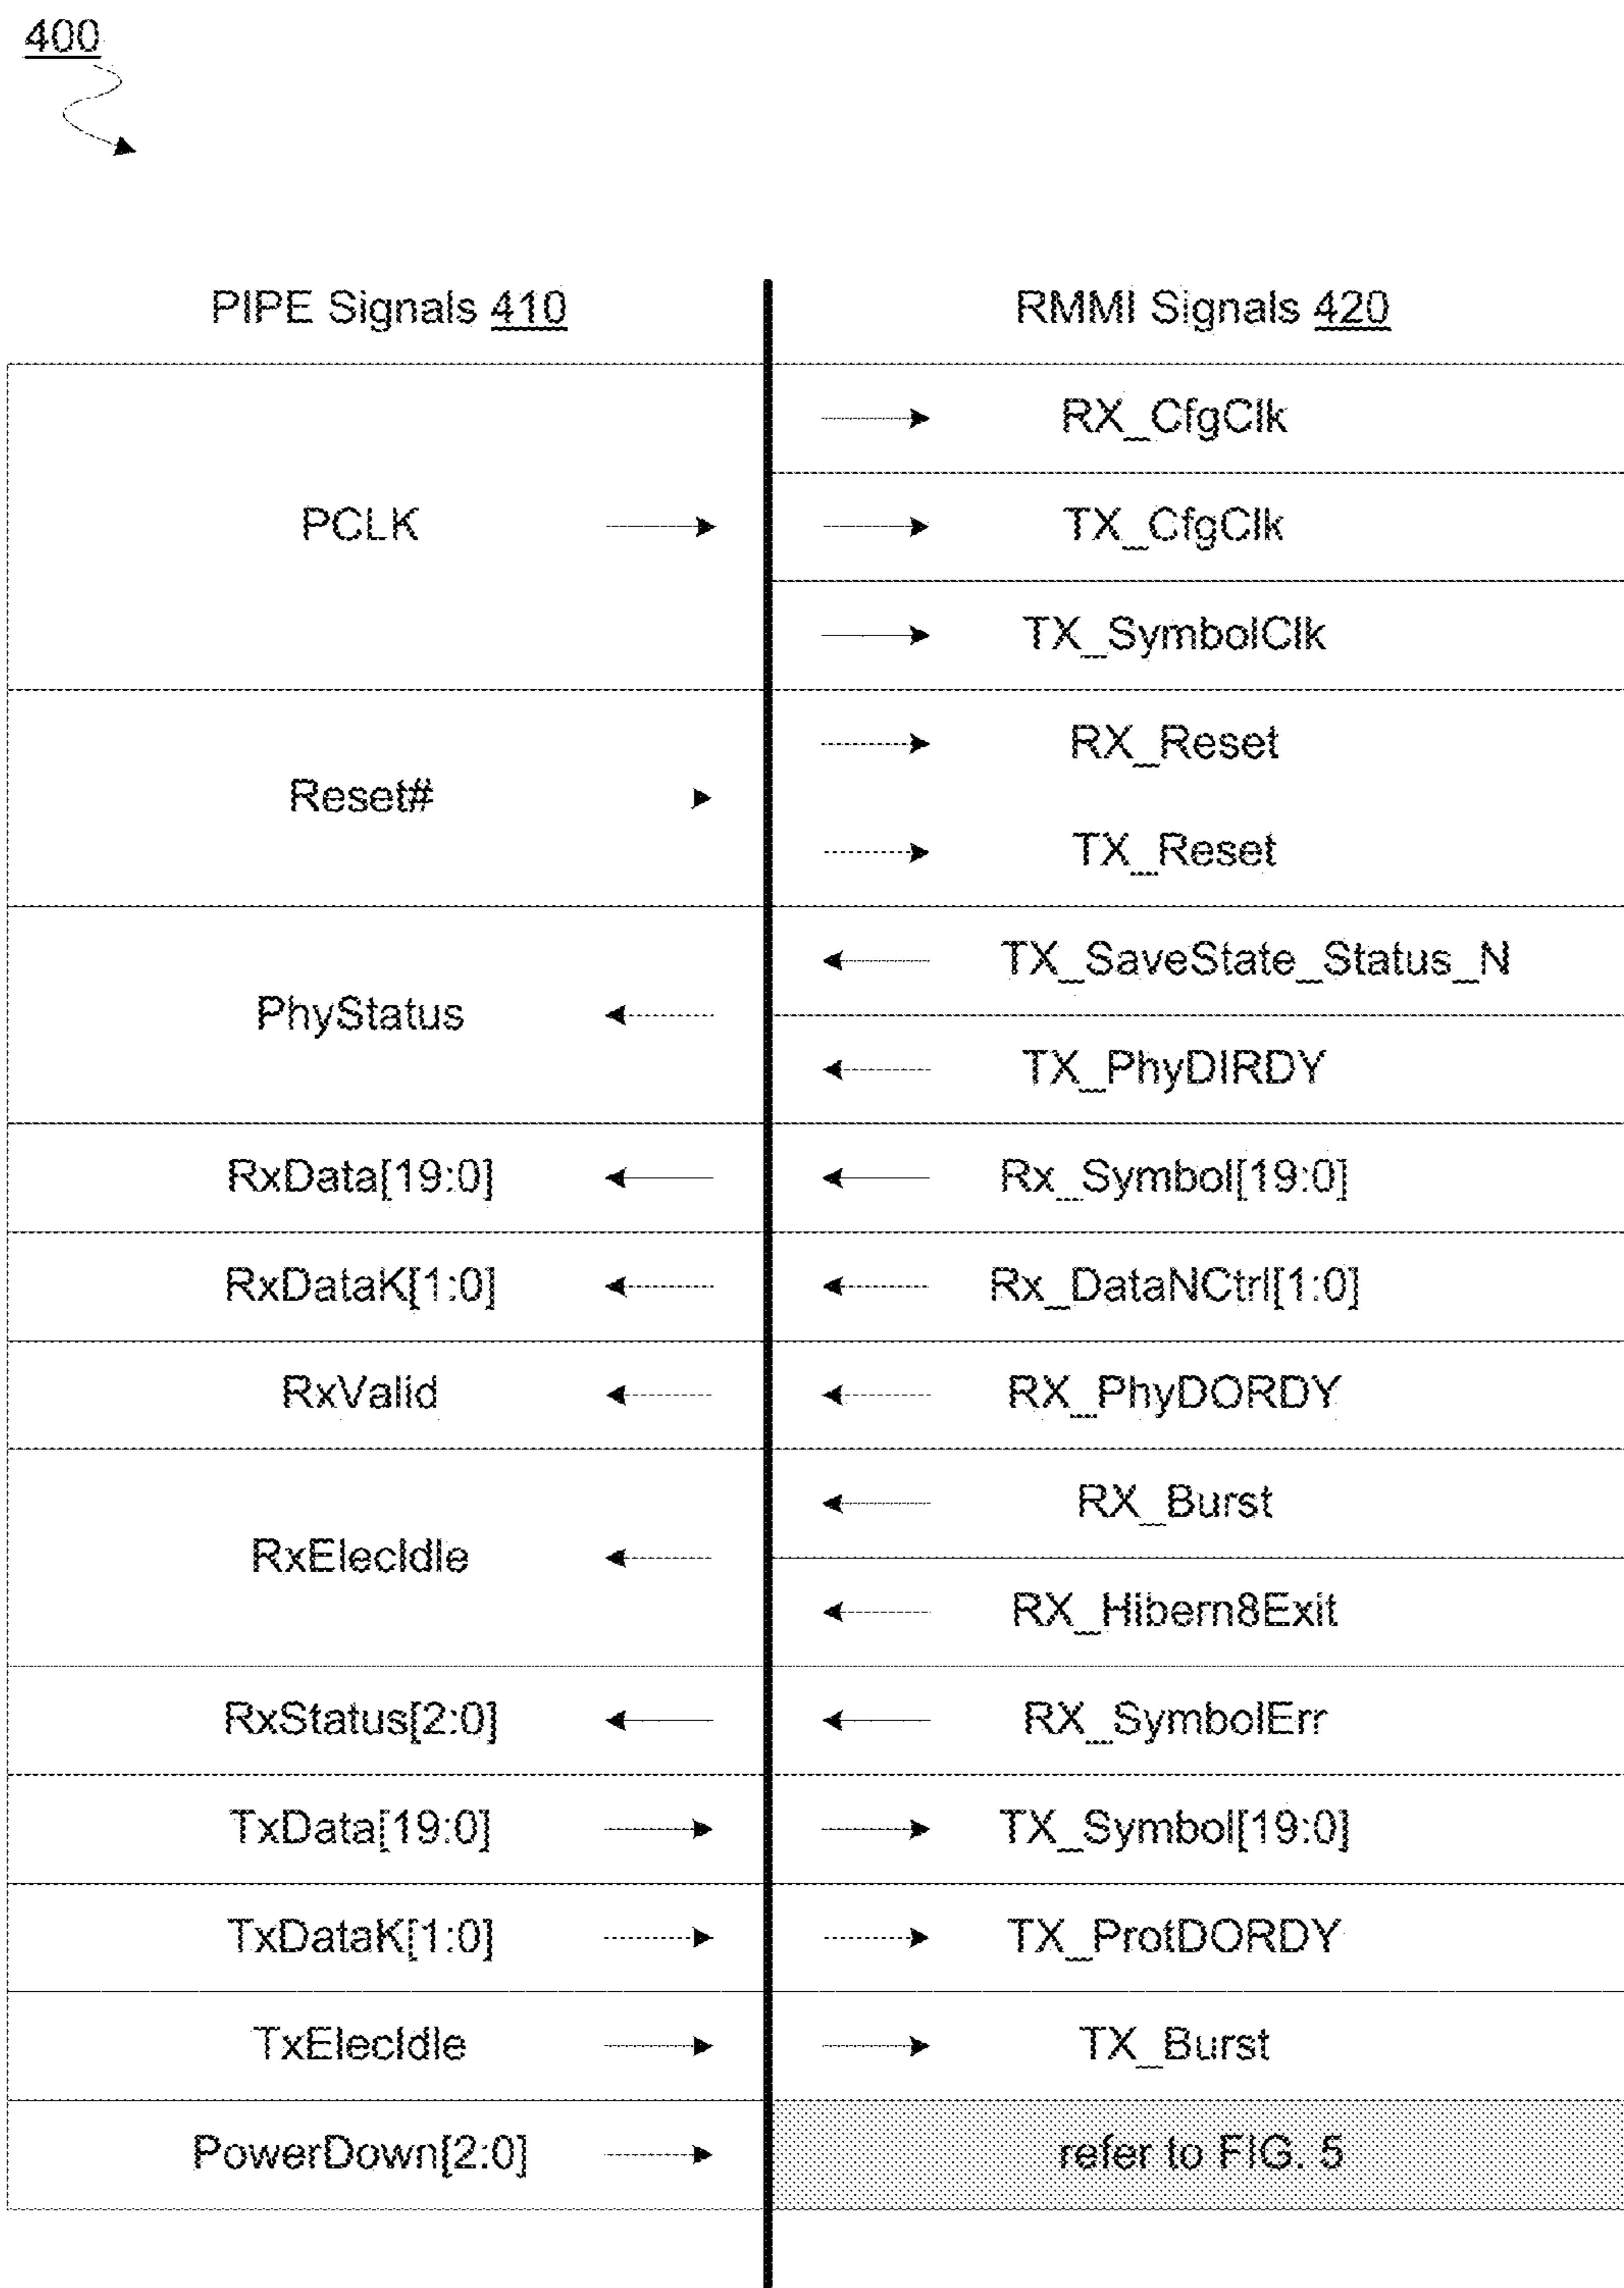 400
PIPE Signals 410
RMMI Signals 420
PCLK
RX_CfgClk
TX_CfgClk
TX_SymbolClk
Reset#
RX_Reset
TX_Reset
PhyStatus
TX_SaveState_Status_N
TX_PhyDIRDY
RxData[19:0]
Rx_Symbol[19:0]
RxDataK[1:0]
Rx_DataNCtrl[1:0]
RxValid
RX_PhyDORDY
RxElecIdle
RX_Burst
RX_Hibern8Exit
RxStatus[2:0]
RX_SymbolErr
TxData[19:0]
TX_Symbol[19:0]
TxDataK[1:0]
TX_ProtDORDY
TxElecIdle
TX_Burst
PowerDown[2:0]
refer to FIG. 5